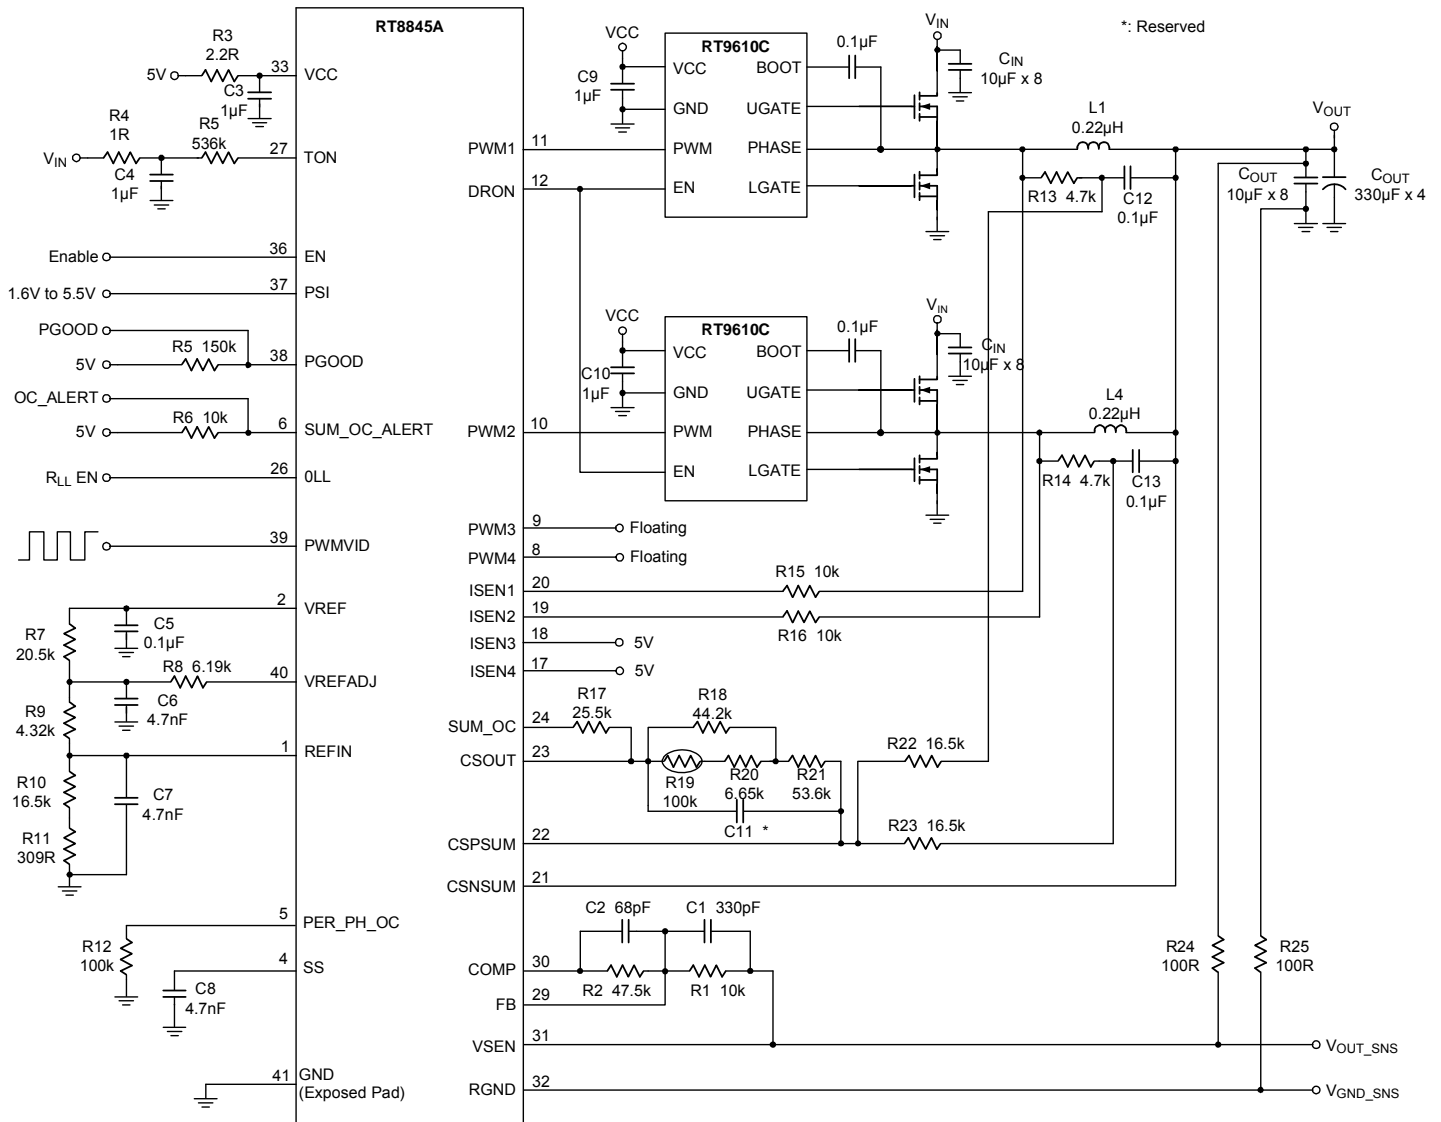 RT8845A
*: Reserved
R3
2.2R
5V
C3
1µF
33
VCC
R4
1R
R5
536k
V_IN
C4
1µF
27
TON
Enable
36
EN
1.6V to 5.5V
37
PSI
PGOOD
5V
R5 150k
38
PGOOD
OC_ALERT
5V
R6 10k
6
SUM_OC_ALERT
R_LL EN
26
0LL
39
PWMVID
2
VREF
C5
0.1µF
R7
20.5k
R8 6.19k
40
VREFADJ
C6
4.7nF
R9
4.32k
1
REFIN
R10
16.5k
C7
4.7nF
R11
309R
5
PER_PH_OC
R12
100k
4
SS
C8
4.7nF
41
GND
(Exposed Pad)
PWM1
11
DRON
12
PWM2
10
PWM3
9
Floating
PWM4
8
Floating
ISEN1
20
R15 10k
ISEN2
19
R16 10k
ISEN3
18
5V
ISEN4
17
5V
SUM_OC
24
R17
25.5k
R18
44.2k
CSOUT
23
R19
100k
R20
6.65k
R21
53.6k
C11 *
R22 16.5k
CSPSUM
22
R23 16.5k
CSNSUM
21
C2 68pF
C1 330pF
COMP
30
R2 47.5k
R1 10k
FB
29
VSEN
31
V_OUT_SNS
RGND
32
V_GND_SNS
R24
100R
R25
100R
VCC
C9
1µF
RT9610C
VCC
BOOT
GND
UGATE
PWM
PHASE
EN
LGATE
0.1µF
V_IN
C_IN
10µF x 8
L1
0.22µH
R13 4.7k
C12
0.1µF
V_OUT
C_OUT
10µF x 8
C_OUT
330µF x 4
VCC
C10
1µF
RT9610C
VCC
BOOT
GND
UGATE
PWM
PHASE
EN
LGATE
0.1µF
V_IN
C_IN
10µF x 8
L4
0.22µH
R14 4.7k
C13
0.1µF